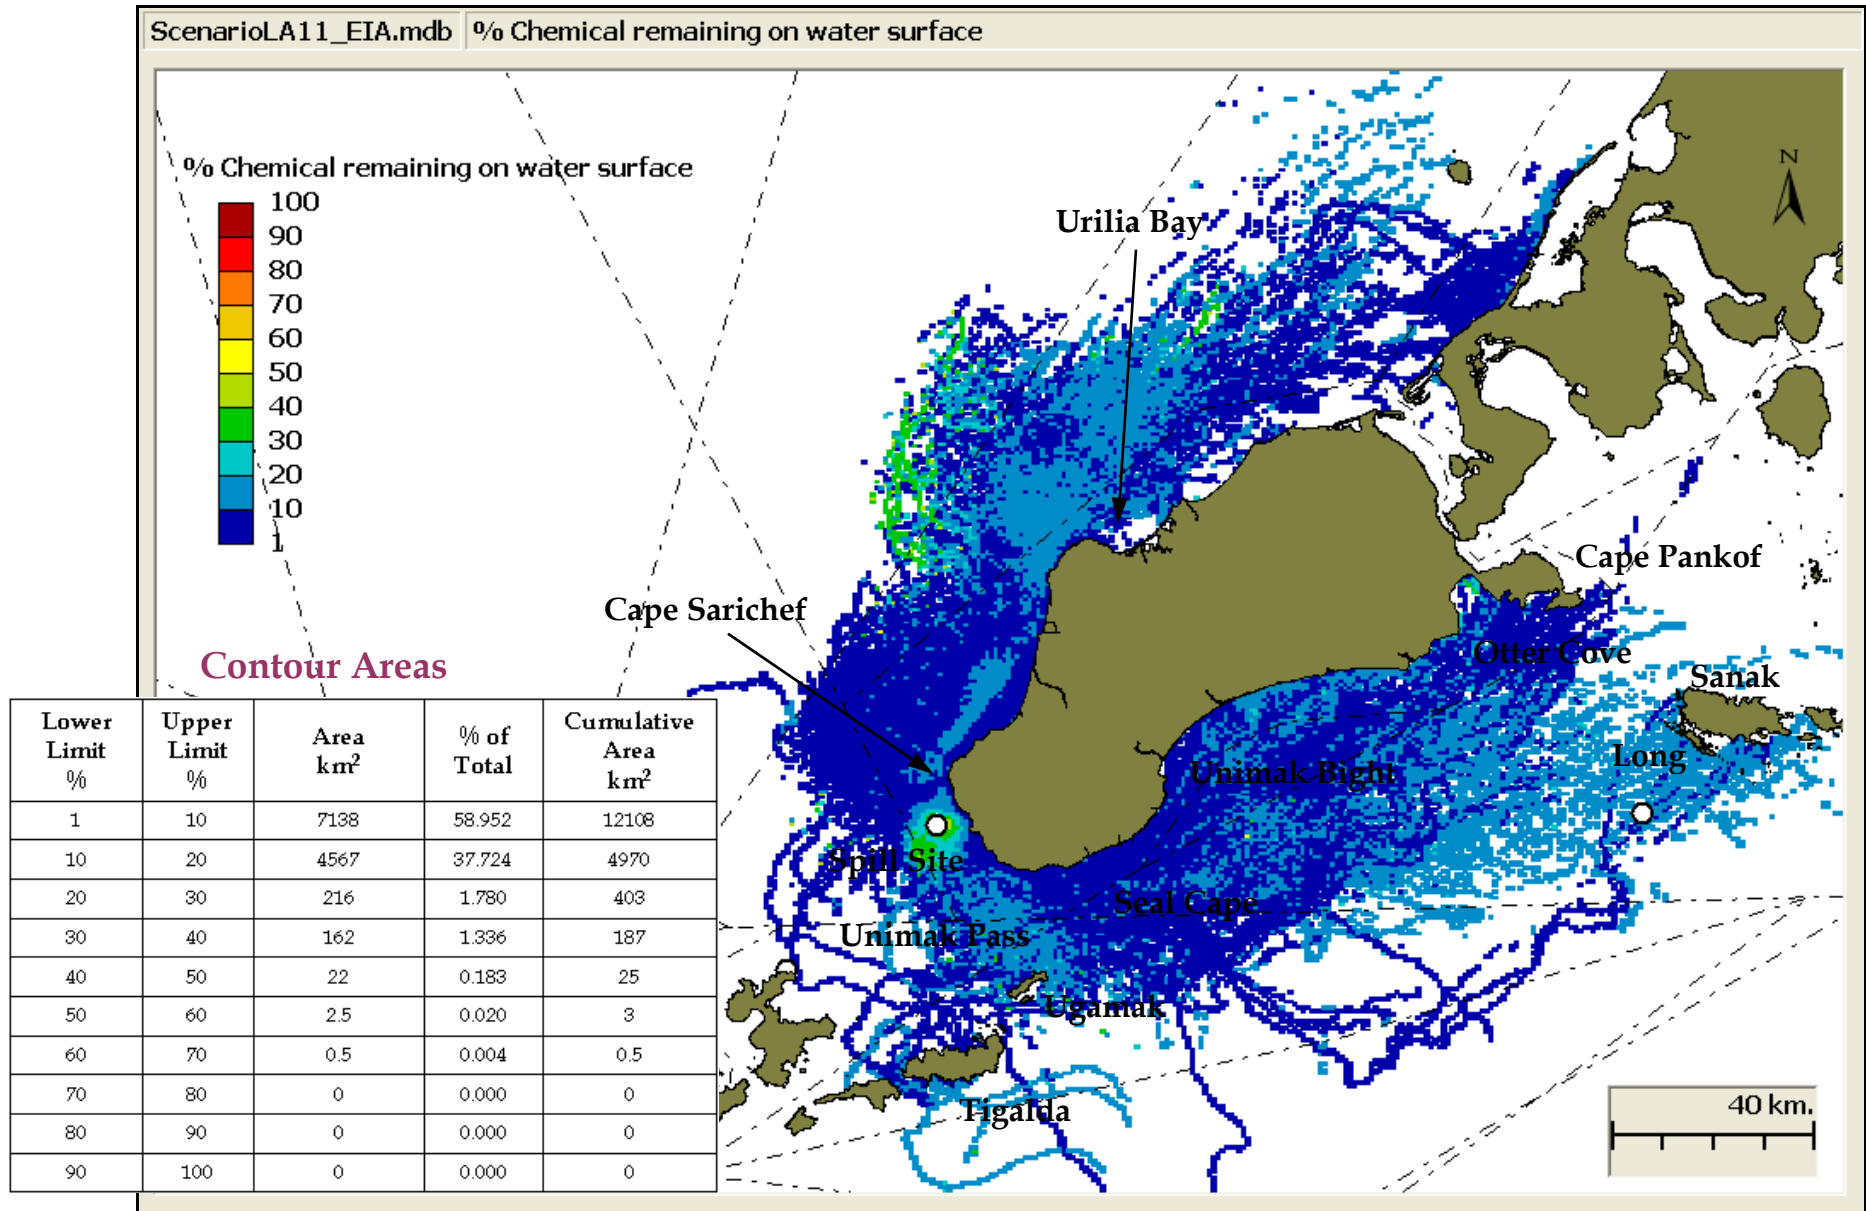 ScenarioLA11_EIA.mdb % Chemical remaining on water surface
% Chemical remaining on water surface
100
90
80
70
60
50
40
30
20
10
1
N
Urilia Bay
Cape Pankof
Cape Sarichef
Otter Cove
Sanak
Long
Unimak Bight
Spill Site
Seal Cape
Unimak Pass
Ugamak
Tigalda
40 km.
Contour Areas
Lower Limit % Upper Limit % Area km² % of Total Cumulative Area km²
1 10 7138 58.952 12108
10 20 4567 37.724 4970
20 30 216 1.780 403
30 40 162 1.336 187
40 50 22 0.183 25
50 60 2.5 0.020 3
60 70 0.5 0.004 0.5
70 80 0 0.000 0
80 90 0 0.000 0
90 100 0 0.000 0